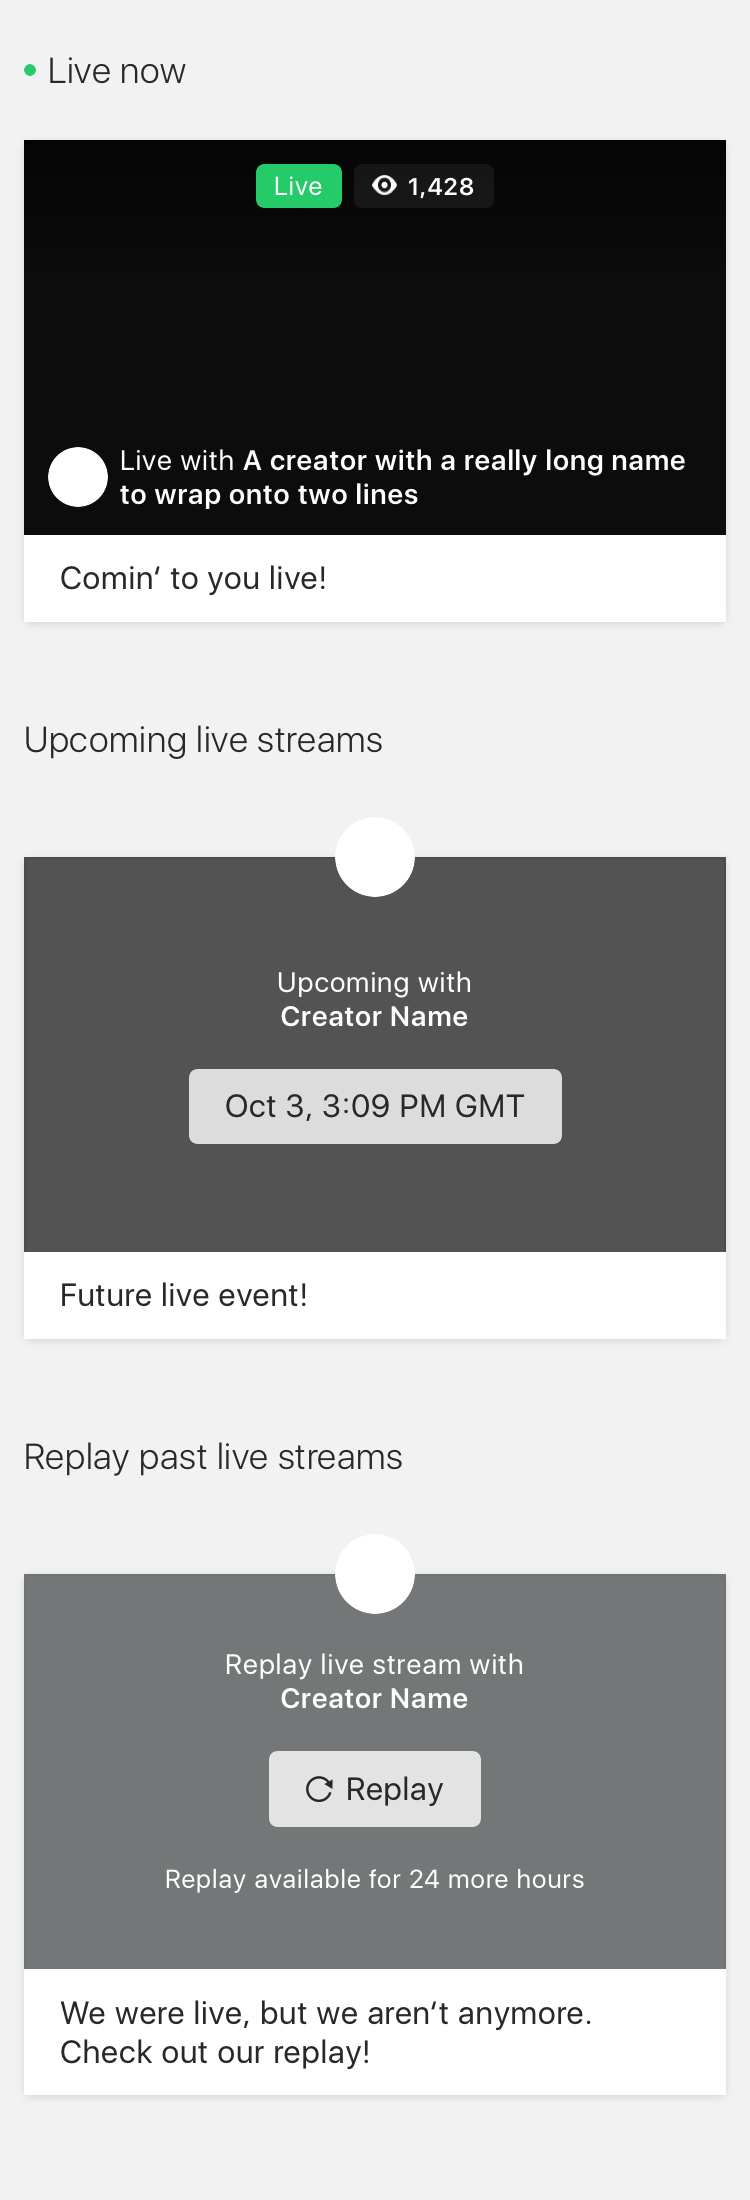 Live now
Live 1,428
Live with A creator with a really long name
to wrap onto two lines
Comin’ to you live!
Upcoming live streams
Upcoming with
Creator Name
Oct 3, 3:09 PM GMT
Future live event!
Replay past live streams
Replay live stream with
Creator Name
Replay
Replay available for 24 more hours
We were live, but we aren’t anymore.
Check out our replay!